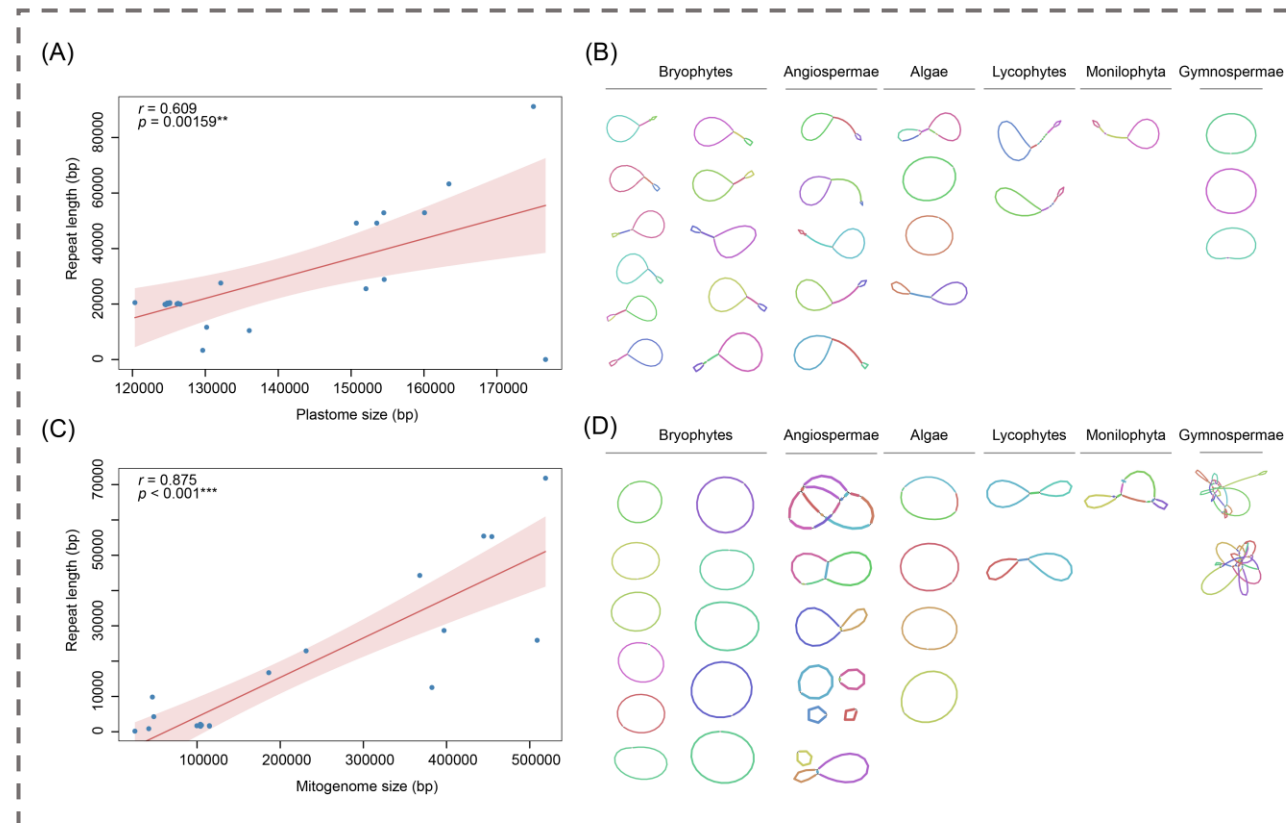 (A)
r = 0.609
p = 0.00159**
Repeat length (bp)
80000
60000
40000
20000
0
120000 130000 140000 150000 160000 170000
Plastome size (bp)
(B)
Bryophytes Angiospermae Algae Lycophytes Monilophyta Gymnospermae
(C)
r = 0.875
p < 0.001***
Repeat length (bp)
70000
50000
30000
10000
0
100000 200000 300000 400000 500000
Mitogenome size (bp)
(D)
Bryophytes Angiospermae Algae Lycophytes Monilophyta Gymnospermae